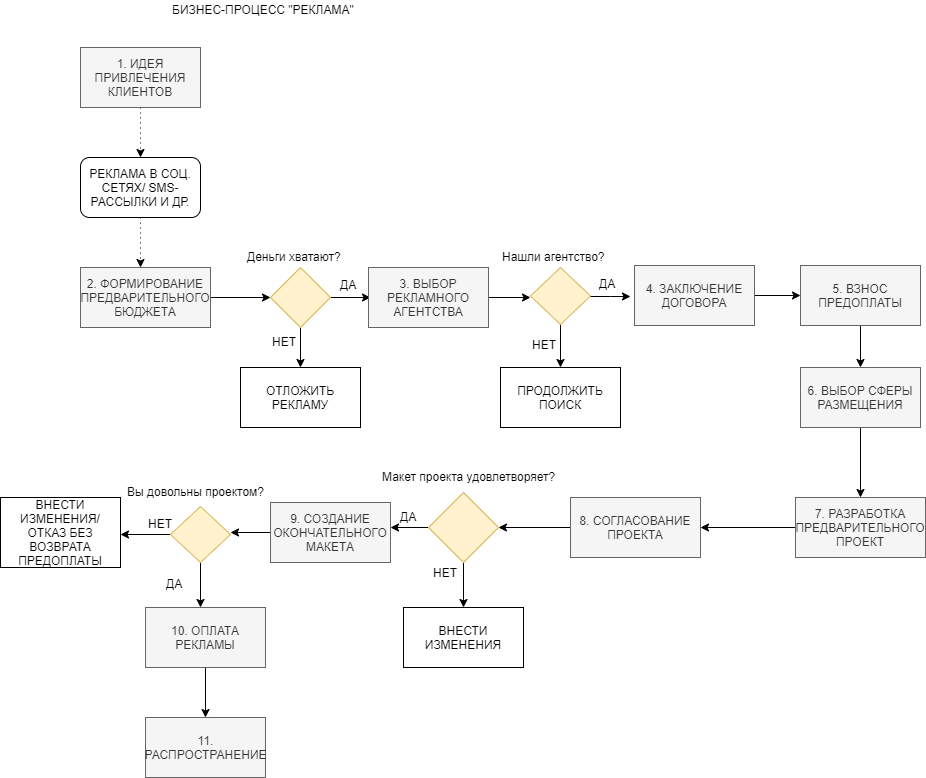 БИЗНЕС-ПРОЦЕСС "РЕКЛАМА"
1. ИДЕЯ
ПРИВЛЕЧЕНИЯ
КЛИЕНТОВ
РЕКЛАМА В СОЦ.
СЕТЯХ/ SMS-
РАССЫЛКИ И ДР.
2. ФОРМИРОВАНИЕ
ПРЕДВАРИТЕЛЬНОГО
БЮДЖЕТА
Деньги хватают?
ДА
НЕТ
ОТЛОЖИТЬ
РЕКЛАМУ
3. ВЫБОР
РЕКЛАМНОГО
АГЕНТСТВА
Нашли агентство?
ДА
НЕТ
ПРОДОЛЖИТЬ
ПОИСК
4. ЗАКЛЮЧЕНИЕ
ДОГОВОРА
5. ВЗНОС
ПРЕДОПЛАТЫ
6. ВЫБОР СФЕРЫ
РАЗМЕЩЕНИЯ
7. РАЗРАБОТКА
ПРЕДВАРИТЕЛЬНОГО
ПРОЕКТ
8. СОГЛАСОВАНИЕ
ПРОЕКТА
Макет проекта удовлетворяет?
ДА
НЕТ
ВНЕСТИ
ИЗМЕНЕНИЯ
9. СОЗДАНИЕ
ОКОНЧАТЕЛЬНОГО
МАКЕТА
Вы довольны проектом?
НЕТ
ВНЕСТИ
ИЗМЕНЕНИЯ/
ОТКАЗ БЕЗ
ВОЗВРАТА
ПРЕДОПЛАТЫ
ДА
10. ОПЛАТА
РЕКЛАМЫ
11.
РАСПРОСТРАНЕНИЕ